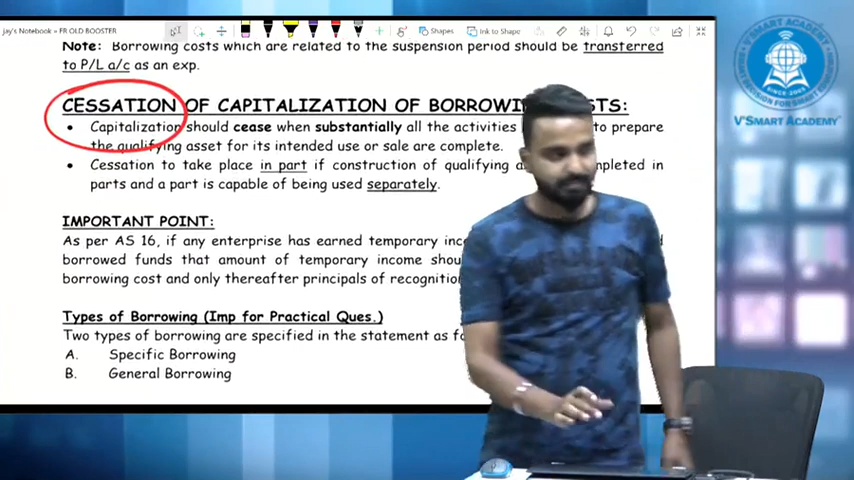 Jay's Notebook » FR OLD BOOSTER
Shapes
Ink to Shape
Note: Borrowing costs which are related to the suspension period should be transferred
to P/L a/c as an exp.
CESSATION OF CAPITALIZATION OF BORROWI TS:
• Capitalization should cease when substantially all the activities to prepare
the qualifying asset for its intended use or sale are complete.
• Cessation to take place in part if construction of qualifying a mpleted in
parts and a part is capable of being used separately.
IMPORTANT POINT:
As per AS 16, if any enterprise has earned temporary inc d
borrowed funds that amount of temporary income shou
borrowing cost and only thereafter principals of recognition
Types of Borrowing (Imp for Practical Ques.)
Two types of borrowing are specified in the statement as fo
A. Specific Borrowing
B. General Borrowing
V'SMART ACADEMY
SINCE-2005
PREDEFINATION FOR SMART
V'SMART ACADEMY